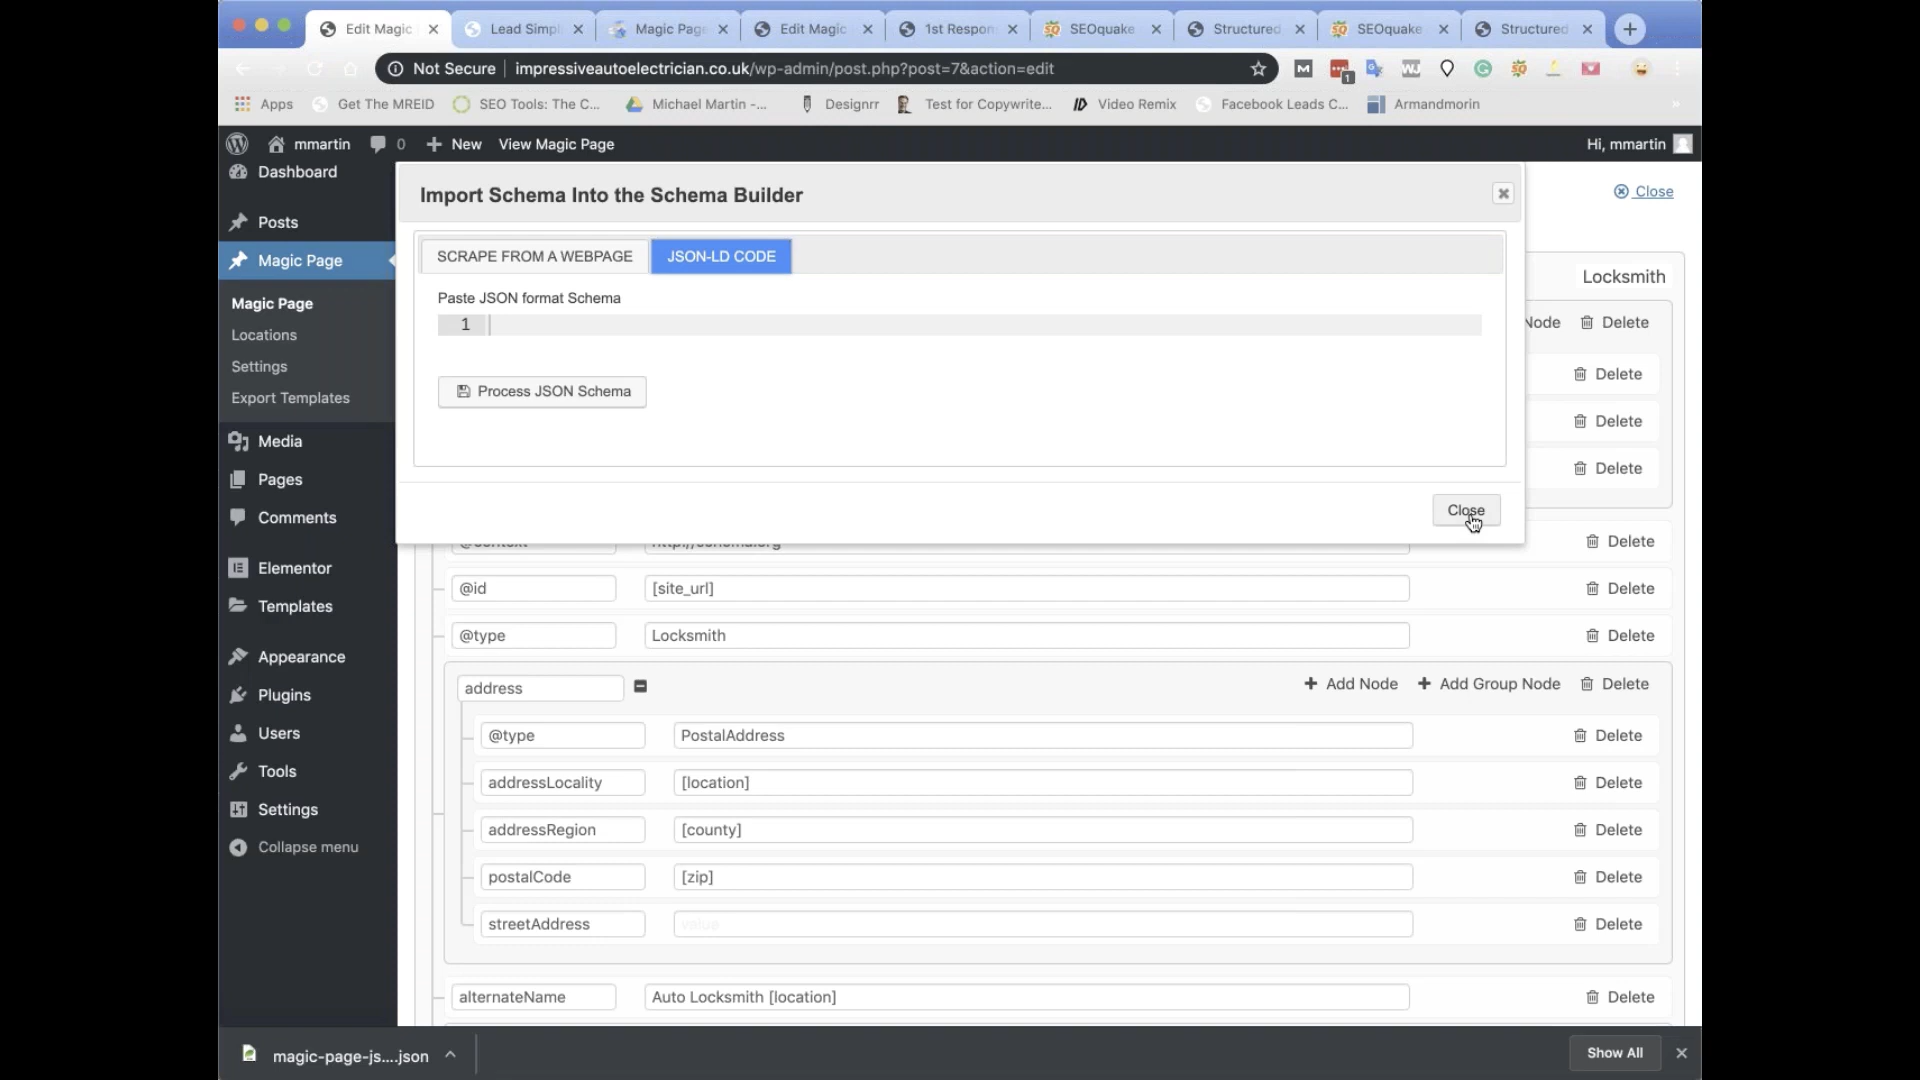 Edit Magic
Lead Simpl
Magic Pag
Edit Magic
1st Respon
SEOquake
Structured
SEOquake
Structured
Not Secure
impressiveautoelectrician.co.uk/wp-admin/post.php?post=7&action=edit
Apps
Get The MREID
SEO Tools: The C...
Michael Martin -...
Designrr
Test for Copywrite...
Video Remix
Facebook Leads C...
Armandmorin
mmartin
0
New
View Magic Page
Hi, mmartin
Dashboard
Posts
Magic Page
Magic Page
Locations
Settings
Export Templates
Media
Pages
Comments
Elementor
Templates
Appearance
Plugins
Users
Tools
Settings
Collapse menu
Import Schema Into the Schema Builder
Close
SCRAPE FROM A WEBPAGE
JSON-LD CODE
Paste JSON format Schema
1
Process JSON Schema
Close
Locksmith
Node
Delete
Delete
Delete
Delete
Delete
@id
[site_url]
Delete
@type
Locksmith
Delete
address
Add Node
Add Group Node
Delete
@type
PostalAddress
Delete
addressLocality
[location]
Delete
addressRegion
[county]
Delete
postalCode
[zip]
Delete
streetAddress
value
Delete
alternateName
Auto Locksmith [location]
Delete
magic-page-js....json
Show All